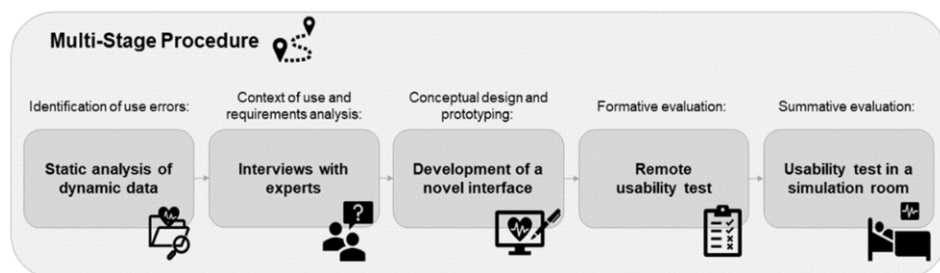 Multi-Stage Procedure
Identification of use errors:
Static analysis of
dynamic data
Context of use and
requirements analysis:
Interviews with
experts
?
Conceptual design and
prototyping:
Development of a
novel interface
Formative evaluation:
Remote
usability test
Summative evaluation:
Usability test in a
simulation room